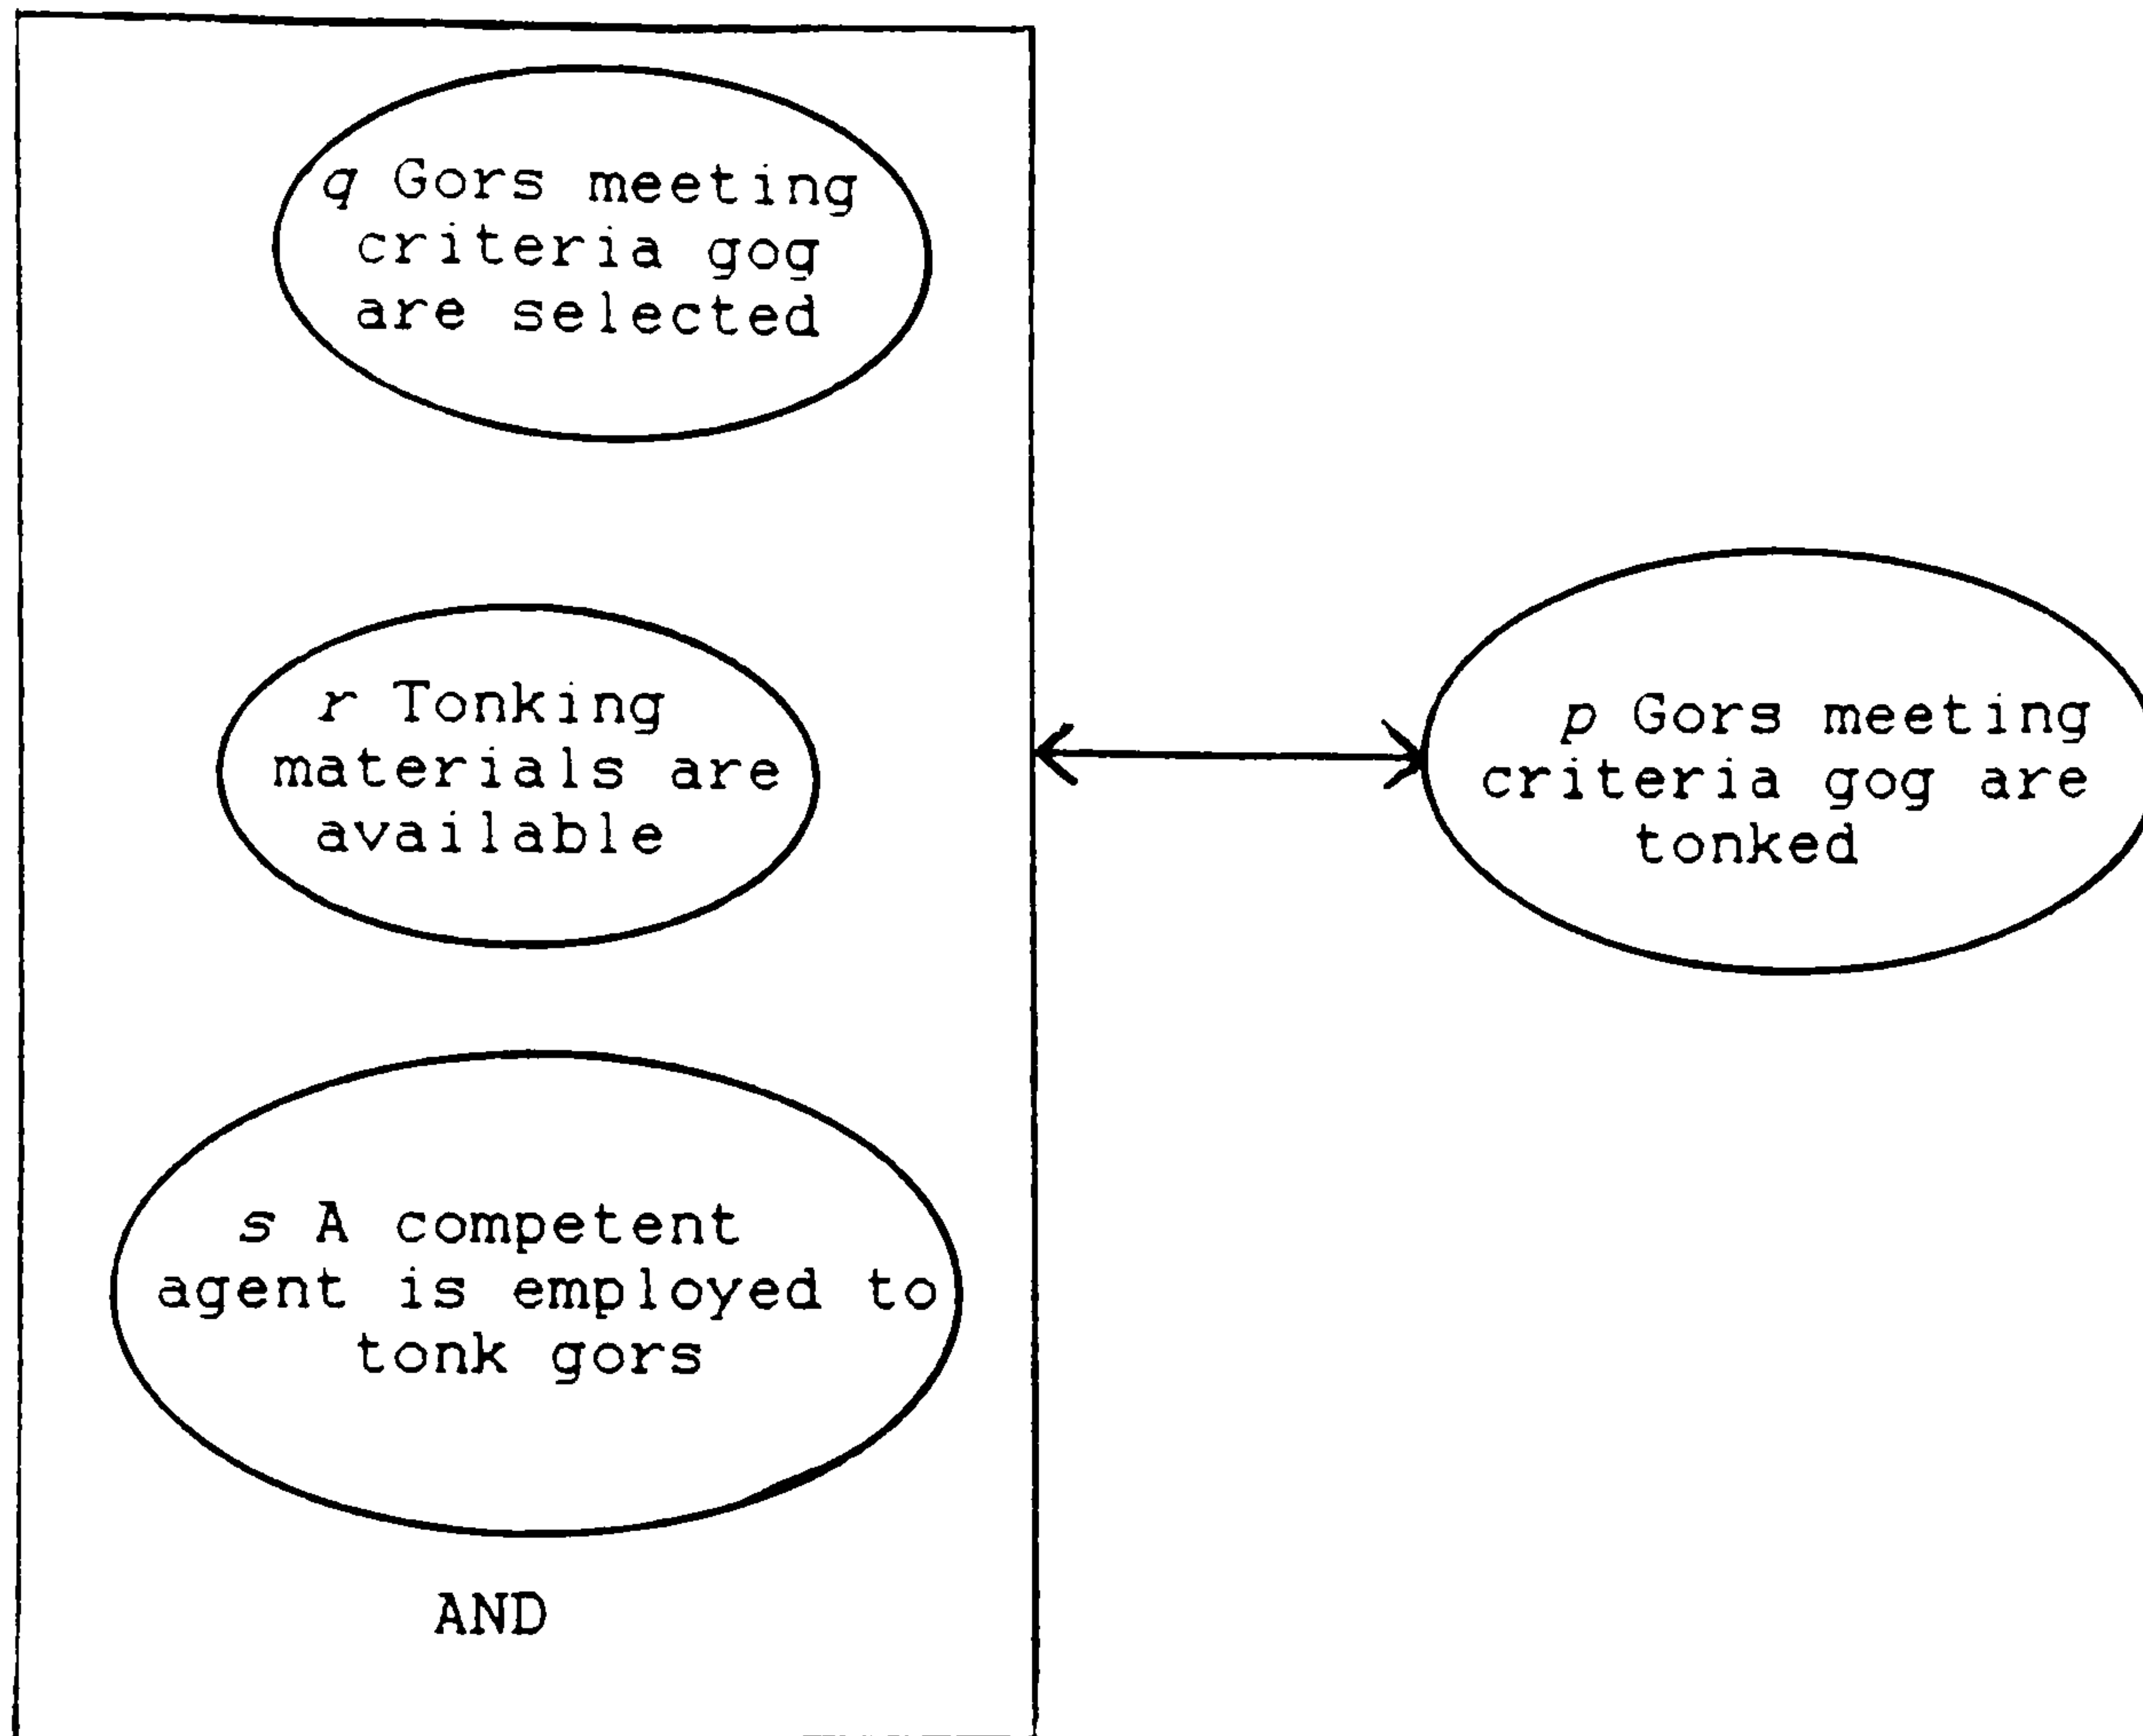 q Gors meeting
criteria gog
are selected
r Tonking
materials are
available
s A competent
agent is employed to
tonk gors
AND
p Gors meeting
criteria gog are
tonked